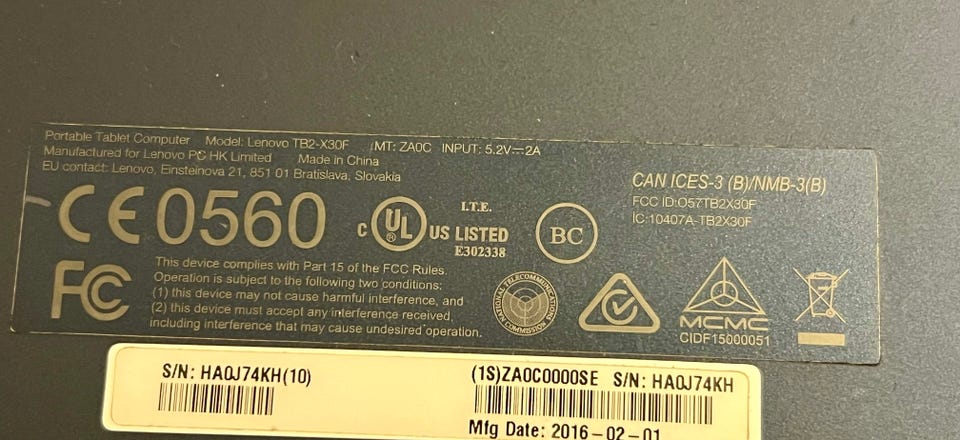 Portable Tablet Computer Model: Lenovo TB2-X30F MT: ZA0C INPUT: 5.2V⎓2A
Manufactured for Lenovo PC HK Limited Made in China
EU contact: Lenovo, Einsteinova 21, 851 01 Bratislava, Slovakia
CAN ICES-3 (B)/NMB-3(B)
FCC ID:O57TB2X30F
IC:10407A-TB2X30F
CE0560
I.T.E.
C UL ® US LISTED
E302338
BC
FC
This device complies with Part 15 of the FCC Rules.
Operation is subject to the following two conditions:
(1) this device may not cause harmful interference, and
(2) this device must accept any interference received,
including interference that may cause undesired operation.
NATIONAL TELECOMMUNICATIONS COMMISSION
MCMC
CIDF15000051
S/N: HA0J74KH(10)
(1S)ZA0C0000SE S/N: HA0J74KH
Mfg Date: 2016-02-01